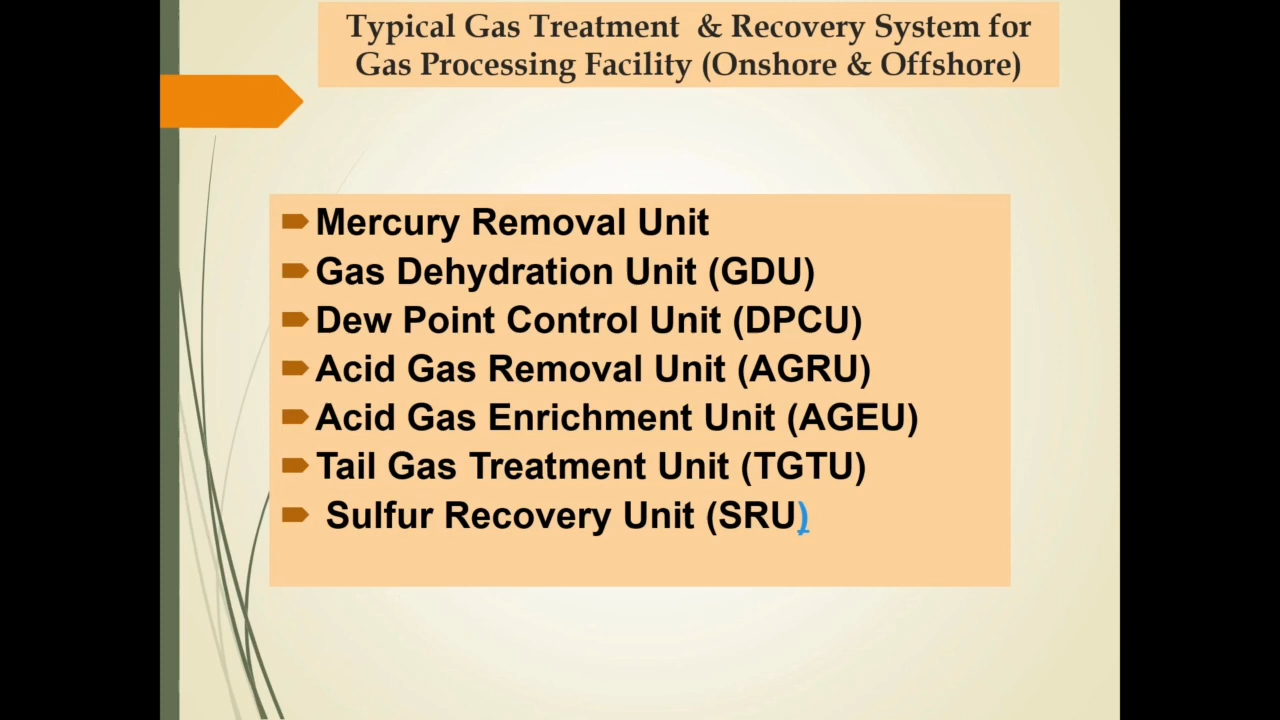 Typical Gas Treatment & Recovery System for
Gas Processing Facility (Onshore & Offshore)
Mercury Removal Unit
Gas Dehydration Unit (GDU)
Dew Point Control Unit (DPCU)
Acid Gas Removal Unit (AGRU)
Acid Gas Enrichment Unit (AGEU)
Tail Gas Treatment Unit (TGTU)
Sulfur Recovery Unit (SRU)